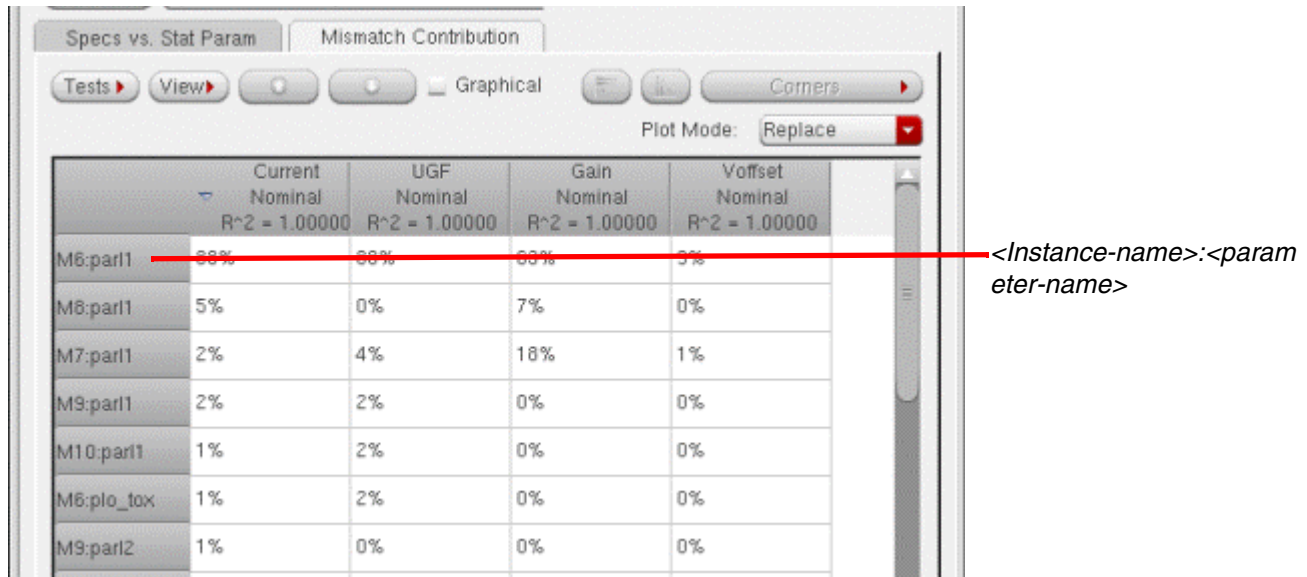 Specs vs. Stat Param Mismatch Contribution
Tests View Graphical Corners
Plot Mode: Replace
Current UGF Gain Voffset
Nominal Nominal Nominal Nominal
R^2 = 1.00000 R^2 = 1.00000 R^2 = 1.00000 R^2 = 1.00000
M6:parl1 <Instance-name>:<param
eter-name>
M8:parl1 5% 0% 7% 0%
M7:parl1 2% 4% 18% 1%
M9:parl1 2% 2% 0% 0%
M10:parl1 1% 2% 0% 0%
M6:plo_tox 1% 2% 0% 0%
M9:parl2 1% 0% 0% 0%